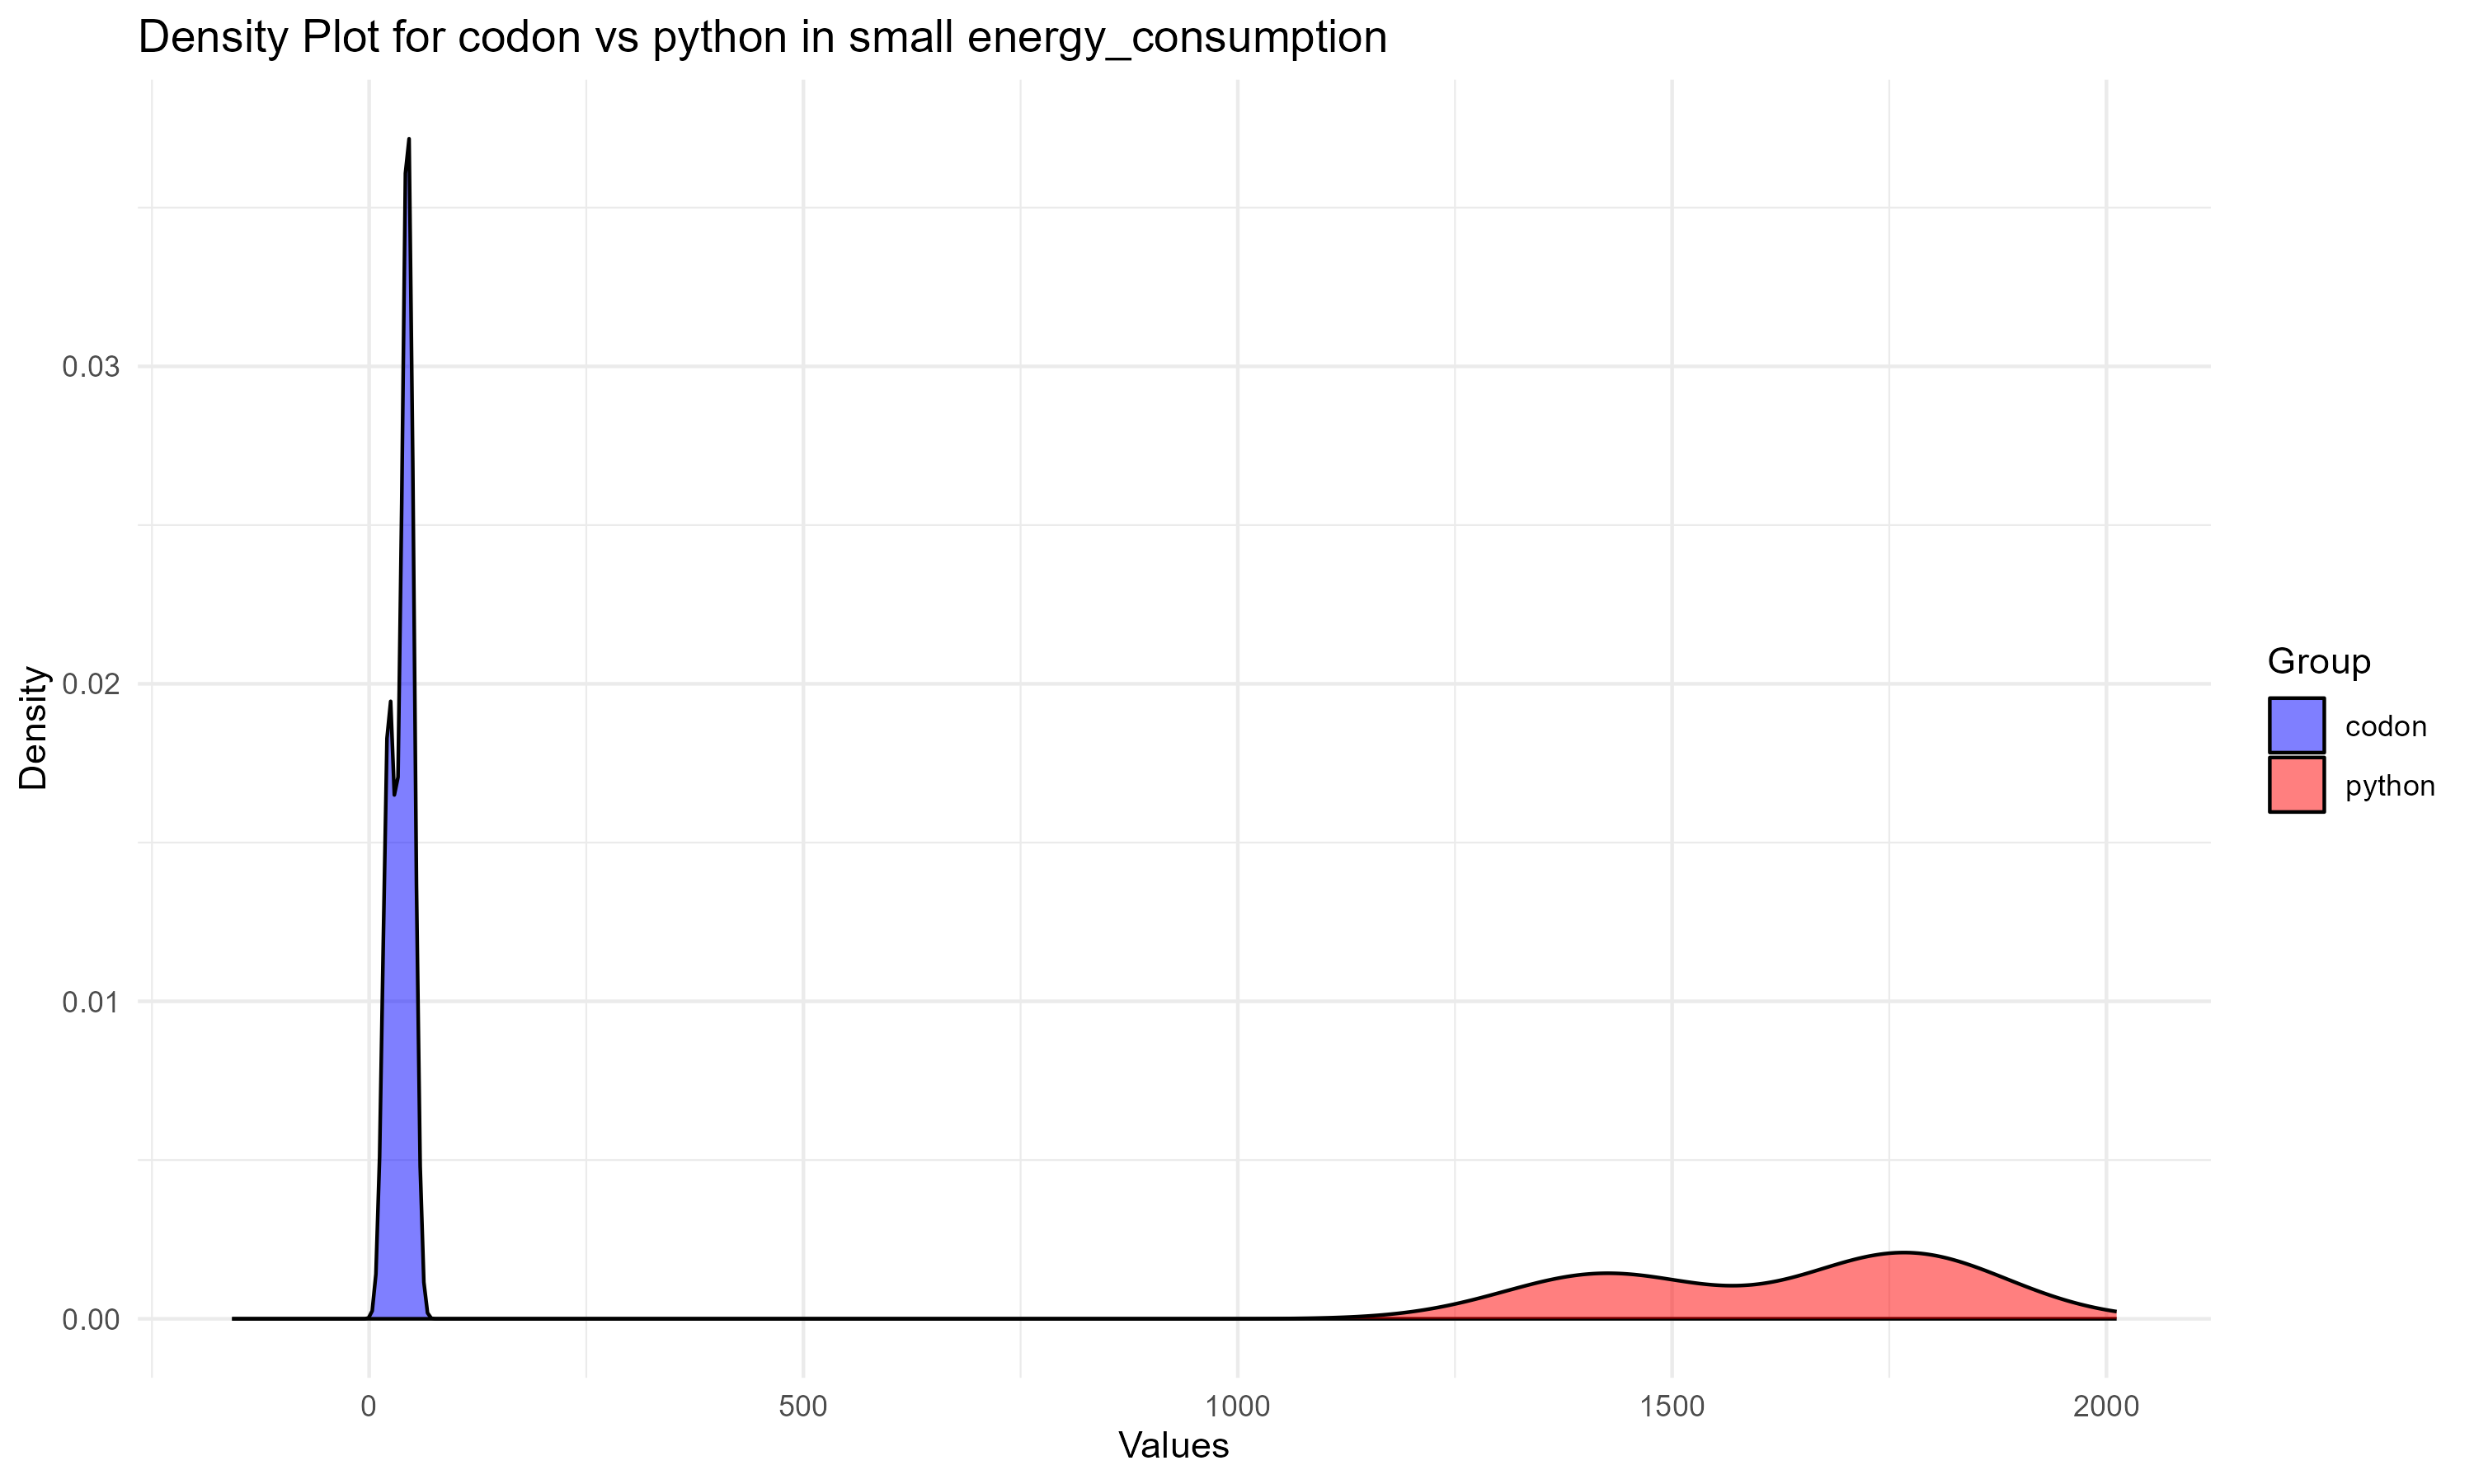 Density Plot for codon vs python in small energy_consumption
Density
0.03
0.02
0.01
0.00
0 500 1000 1500 2000
Values
Group
codon
python